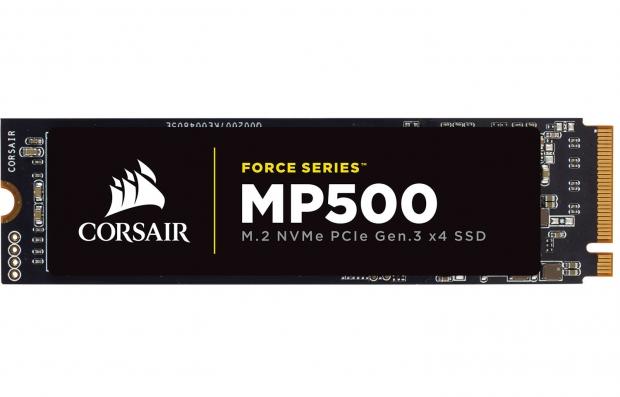 CORSAIR
FORCE SERIES™
MP500
M.2 NVMe PCIe Gen.3 x4 SSD
CORSAIR